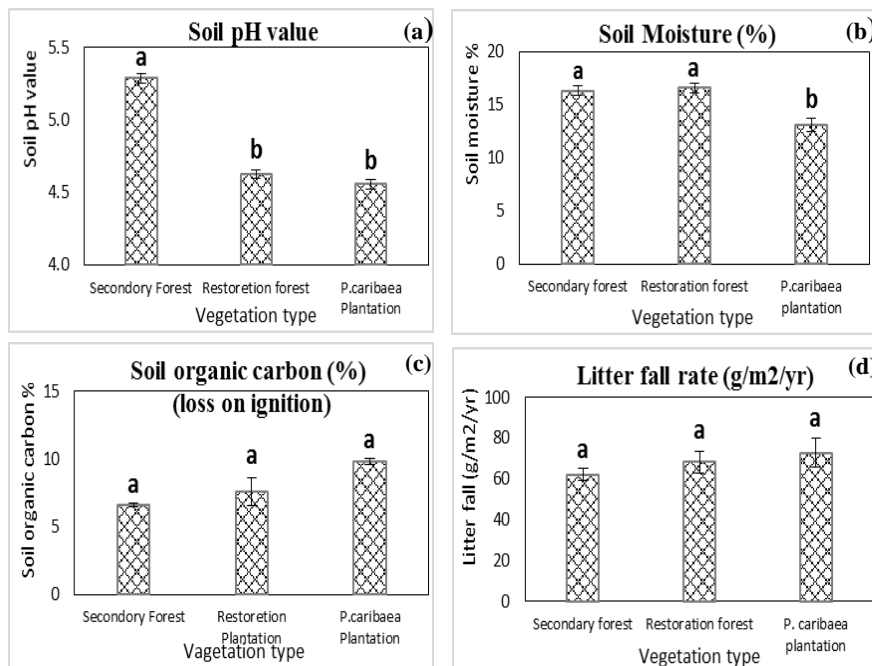 Soil pH value (a)
Soil pH value
5.5
5.0
4.5
4.0
a
b
b
Secondory Forest Restoretion forest P.caribaea
Plantation
Vegetation type
Soil Moisture (%) (b)
Soil moisture %
20
15
10
5
0
a
a
b
Secondary forest Restoration forest P.caribaea
plantation
Vegetation type
Soil organic carbon (%) (c)
(loss on ignition)
Soil organic carbon %
15
10
5
0
a
a
a
Secondory Forest Restoretion P.caribaea
Plantation Plantation
Vagetation type
Litter fall rate (g/m2/yr) (d)
Litter fall (g/m2/yr)
100
80
60
40
20
0
a
a
a
Secondary forest Restoration forest P. caribaea
plantation
Vegetation type